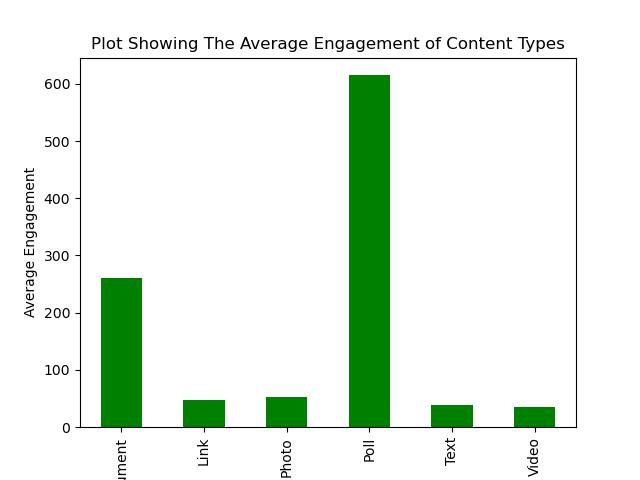 Plot Showing The Average Engagement of Content Types
Average Engagement
600
500
400
300
200
100
0
ument
Link
Photo
Poll
Text
Video